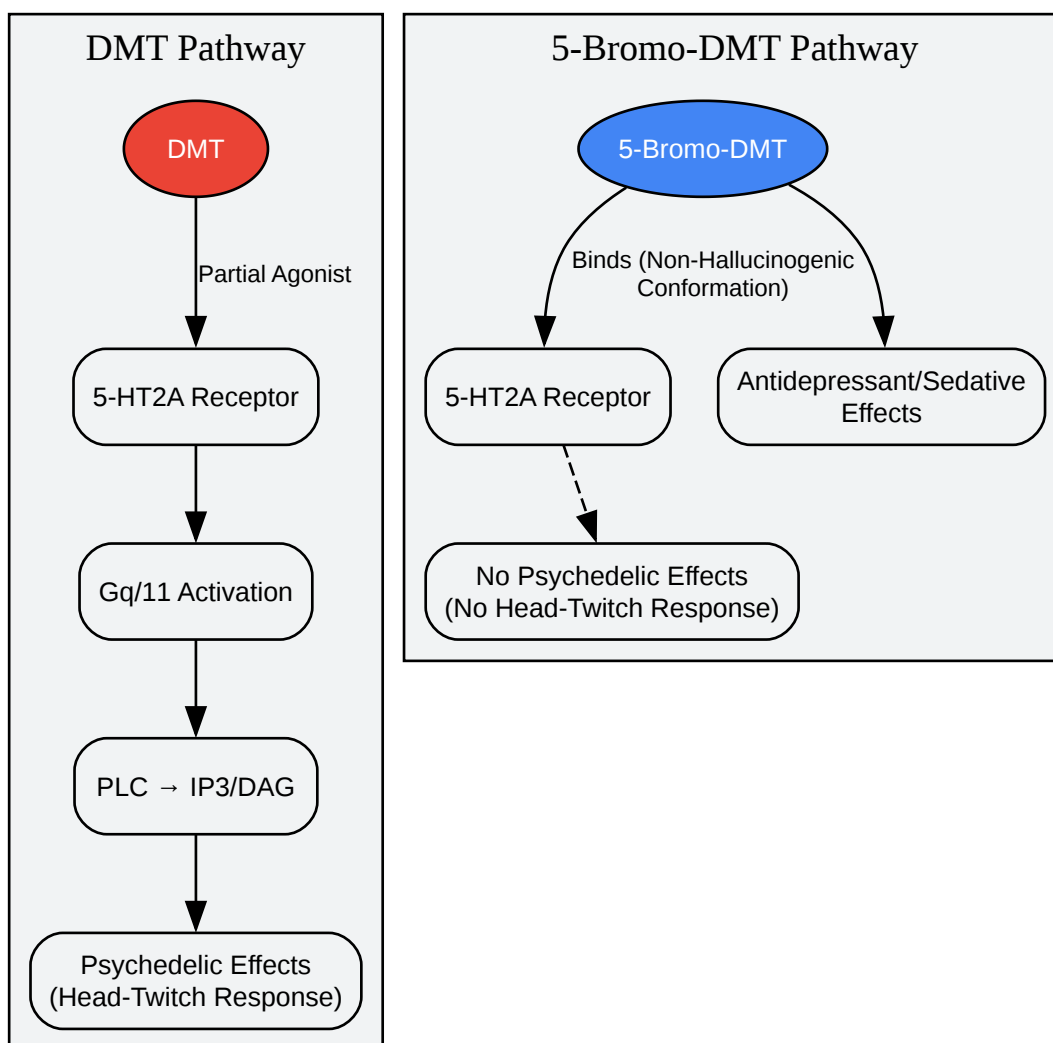 DMT Pathway
DMT
Partial Agonist
5-HT2A Receptor
Gq/11 Activation
PLC → IP3/DAG
Psychedelic Effects
(Head-Twitch Response)
5-Bromo-DMT Pathway
5-Bromo-DMT
Binds (Non-Hallucinogenic
Conformation)
5-HT2A Receptor
Antidepressant/Sedative
Effects
No Psychedelic Effects
(No Head-Twitch Response)